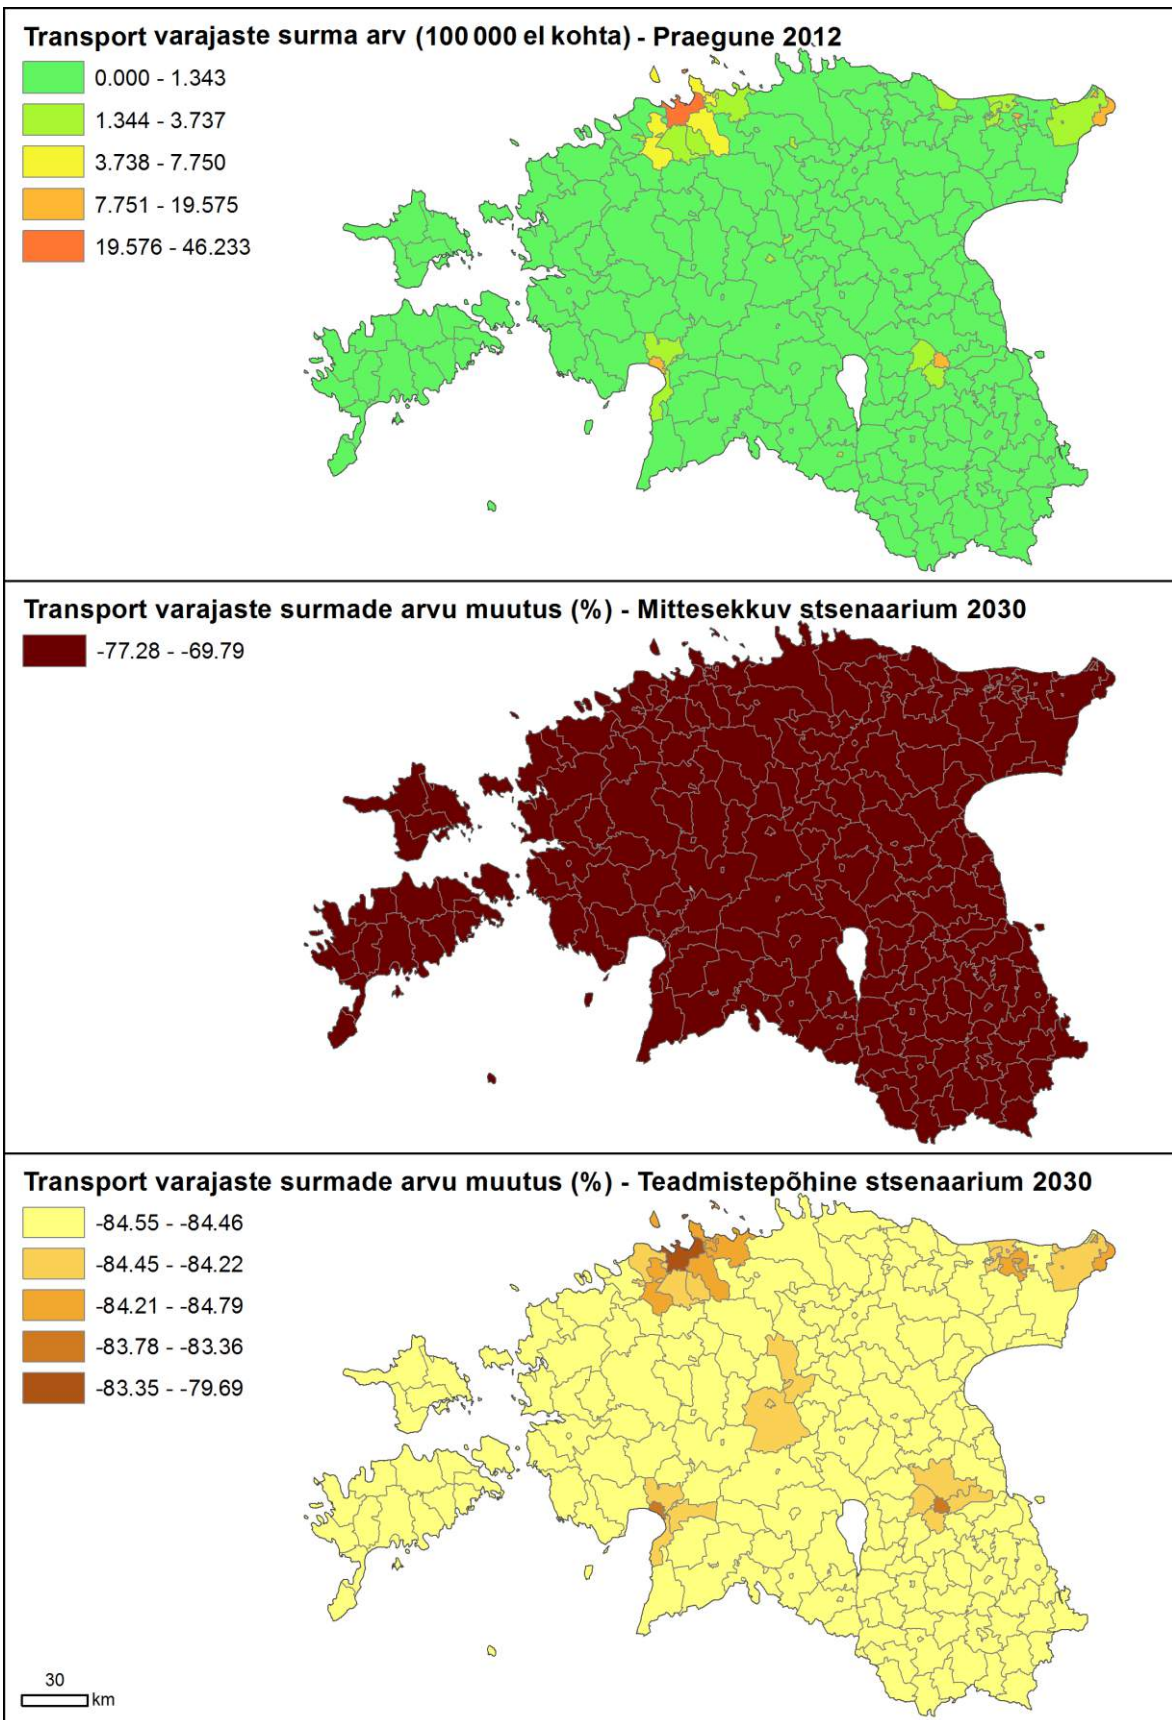 Transport varajaste surma arv (100 000 el kohta) - Praegune 2012
0.000 - 1.343
1.344 - 3.737
3.738 - 7.750
7.751 - 19.575
19.576 - 46.233
Transport varajaste surmade arvu muutus (%) - Mittesekkuv stsenaarium 2030
-77.28 - -69.79
Transport varajaste surmade arvu muutus (%) - Teadmistepõhine stsenaarium 2030
-84.55 - -84.46
-84.45 - -84.22
-84.21 - -84.79
-83.78 - -83.36
-83.35 - -79.69
30
km